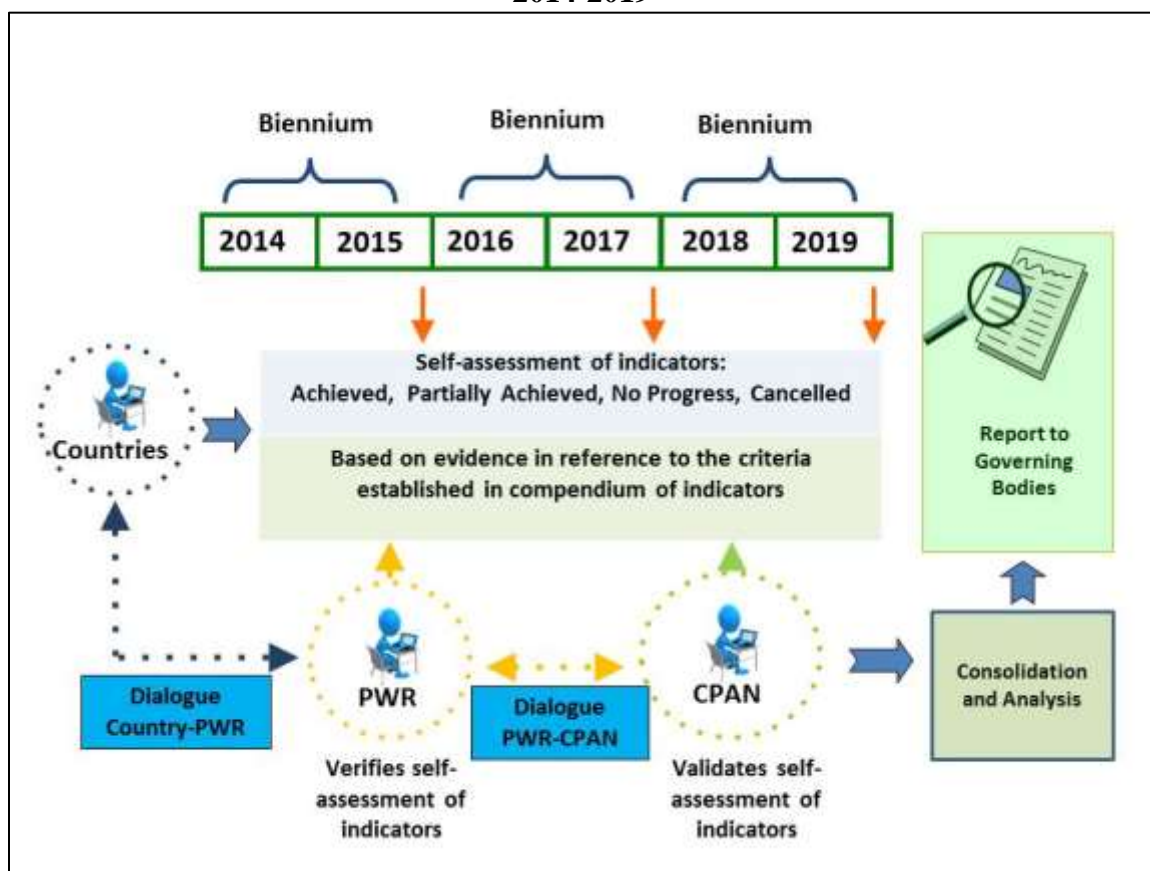 2014-2019
Biennium
Biennium
Biennium
2014
2015
2016
2017
2018
2019
Self-assessment of indicators:
Achieved, Partially Achieved, No Progress, Cancelled
Based on evidence in reference to the criteria
established in compendium of indicators
Countries
Report to
Governing
Bodies
PWR
CPAN
Dialogue
Country-PWR
Dialogue
PWR-CPAN
Consolidation
and Analysis
Verifies self-
assessment of
indicators
Validates self-
assessment of
indicators